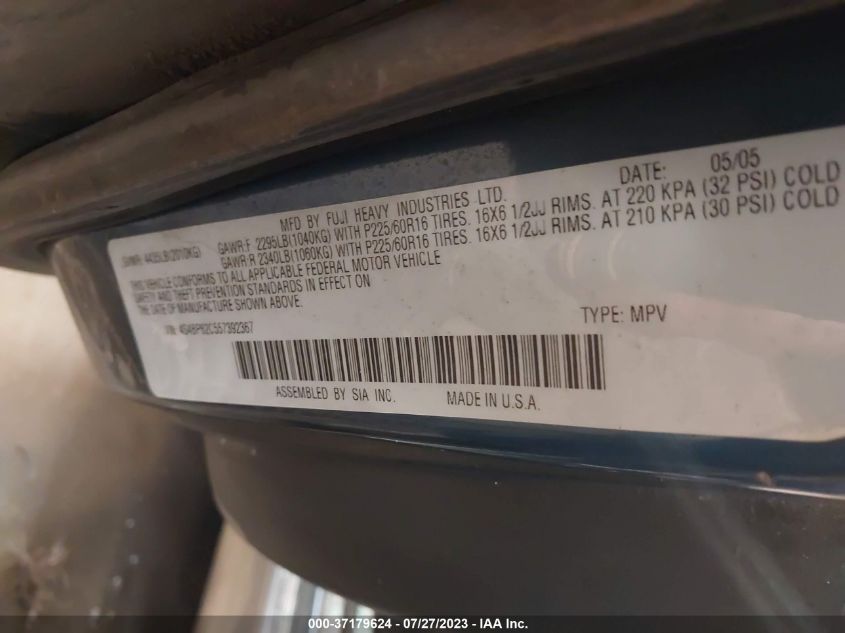 MFD BY FUJI HEAVY INDUSTRIES LTD. DATE: 05/05
GAWR:F 2295LB(1040KG) WITH P225/60R16 TIRES. 16X6 1/2JJ RIMS. AT 220 KPA (32 PSI) COLD
GAWR:R 2340LB(1060KG) WITH P225/60R16 TIRES. 16X6 1/2JJ RIMS. AT 210 KPA (30 PSI) COLD
4435LB(2010KG)
THIS VEHICLE CONFORMS TO ALL APPLICABLE FEDERAL MOTOR VEHICLE
SAFETY AND THEFT PREVENTION STANDARDS IN EFFECT ON
THE DATE OF MANUFACTURE SHOWN ABOVE.
4S4BP62C557392367 TYPE: MPV
ASSEMBLED BY SIA INC. MADE IN U.S.A.
000-37179624 - 07/27/2023 - IAA Inc.